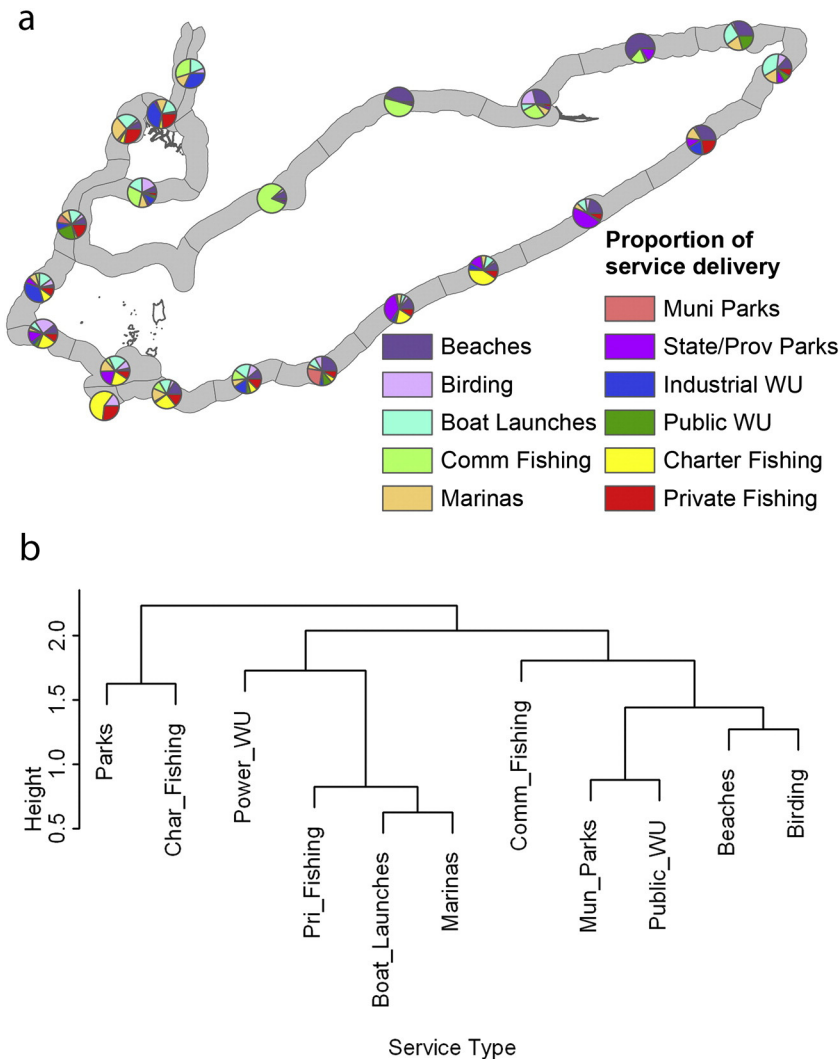 a
Proportion of
service delivery
Muni Parks
Beaches
State/Prov Parks
Birding
Industrial WU
Boat Launches
Public WU
Comm Fishing
Charter Fishing
Marinas
Private Fishing
b
Height
2.0
1.5
1.0
0.5
Parks
Char_Fishing
Power_WU
Pri_Fishing
Boat_Launches
Marinas
Comm_Fishing
Mun_Parks
Public_WU
Beaches
Birding
Service Type